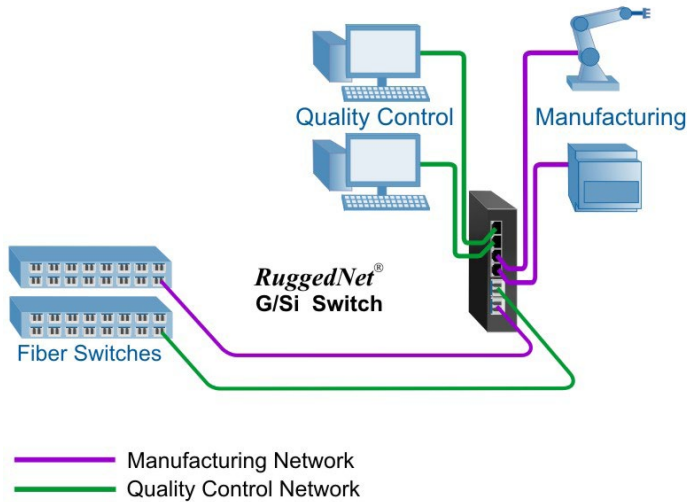 Quality Control
Manufacturing
RuggedNet®
G/Si Switch
Fiber Switches
Manufacturing Network
Quality Control Network